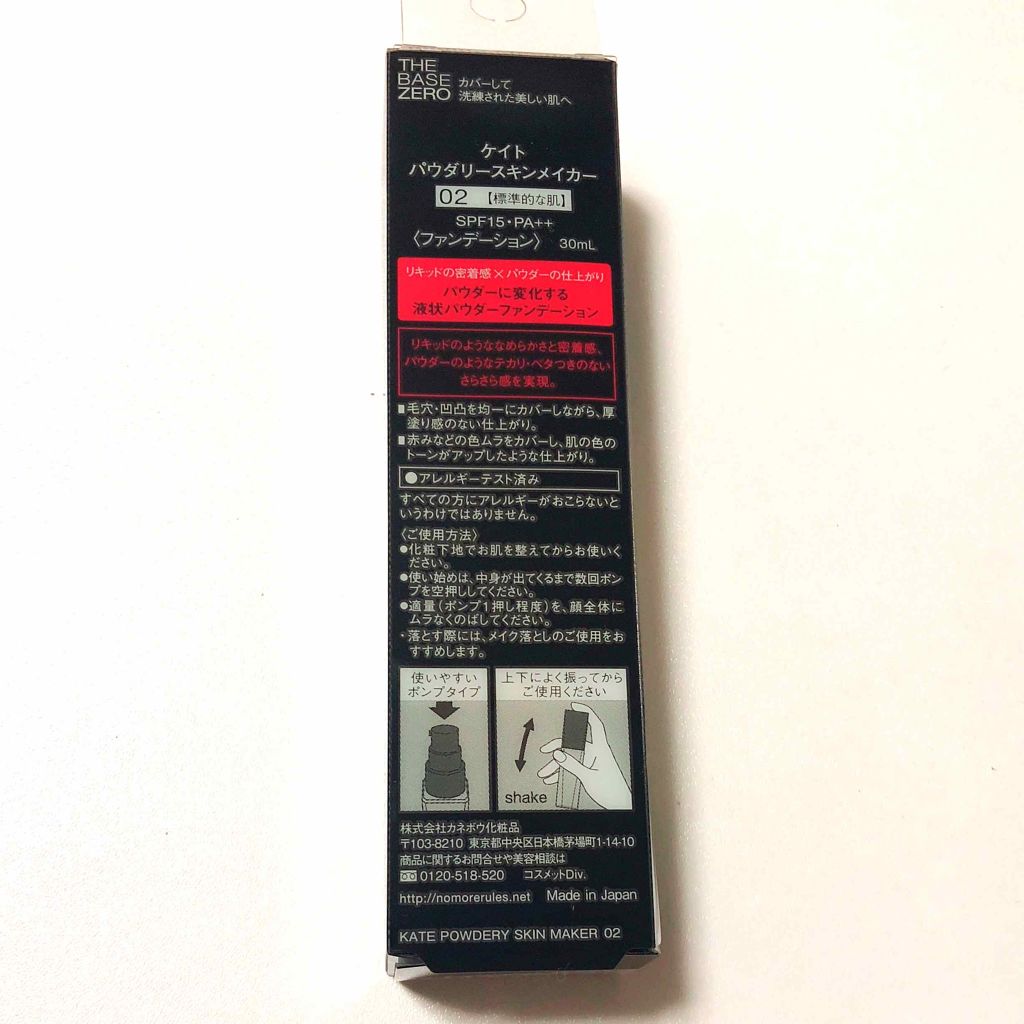 THE
BASE
ZERO
カバーして
洗練された美しい肌へ
ケイト
パウダリースキンメイカー
02 【標準的な肌】
SPF15・PA++
〈ファンデーション〉 30mL
リキッドの密着感×パウダーの仕上がり
パウダーに変化する
液状パウダーファンデーション
リキッドのようななめらかさと密着感、
パウダーのようなテカリ・ベタつきのない
さらさら感を実現。
■毛穴・凹凸を均一にカバーしながら、厚
塗り感のない仕上がり。
■赤みなどの色ムラをカバーし、肌の色の
トーンがアップしたような仕上がり。
●アレルギーテスト済み
すべての方にアレルギーがおこらないと
いうわけではありません。
〈ご使用方法〉
●化粧下地でお肌を整えてからお使いく
ださい。
●使い始めは、中身が出てくるまで数回ポン
プを空押ししてください。
●適量(ポンプ1押し程度)を、顔全体に
ムラなくのばしてください。
・落とす際には、メイク落としのご使用をお
すすめします。
使いやすい
ポンプタイプ
上下によく振ってから
ご使用ください
shake
株式会社カネボウ化粧品
〒103-8210 東京都中央区日本橋茅場町1-14-10
商品に関するお問合せや美容相談は
0120-518-520 コスメットDiv.
http://nomorerules.net Made in Japan
KATE POWDERY SKIN MAKER 02